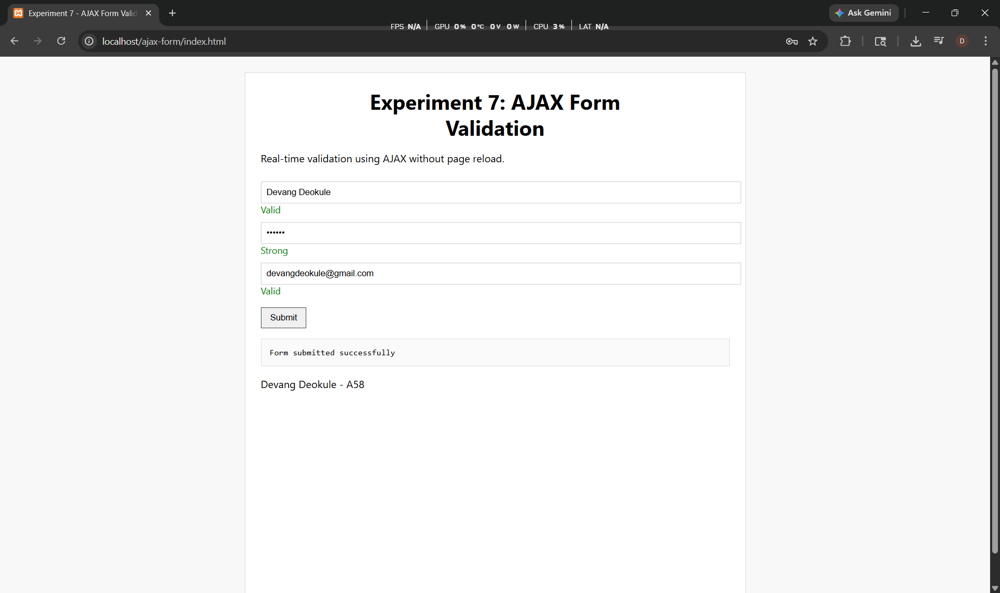 Experiment 7 - AJAX Form Valid
Ask Gemini
FPS N/A GPU 0% 0°C 0V 0W CPU 3% LAT N/A
localhost/ajax-form/index.html
D
Experiment 7: AJAX Form
Validation
Real-time validation using AJAX without page reload.
Devang Deokule
Valid
••••••
Strong
devangdeokule@gmail.com
Valid
Submit
Form submitted successfully
Devang Deokule - A58